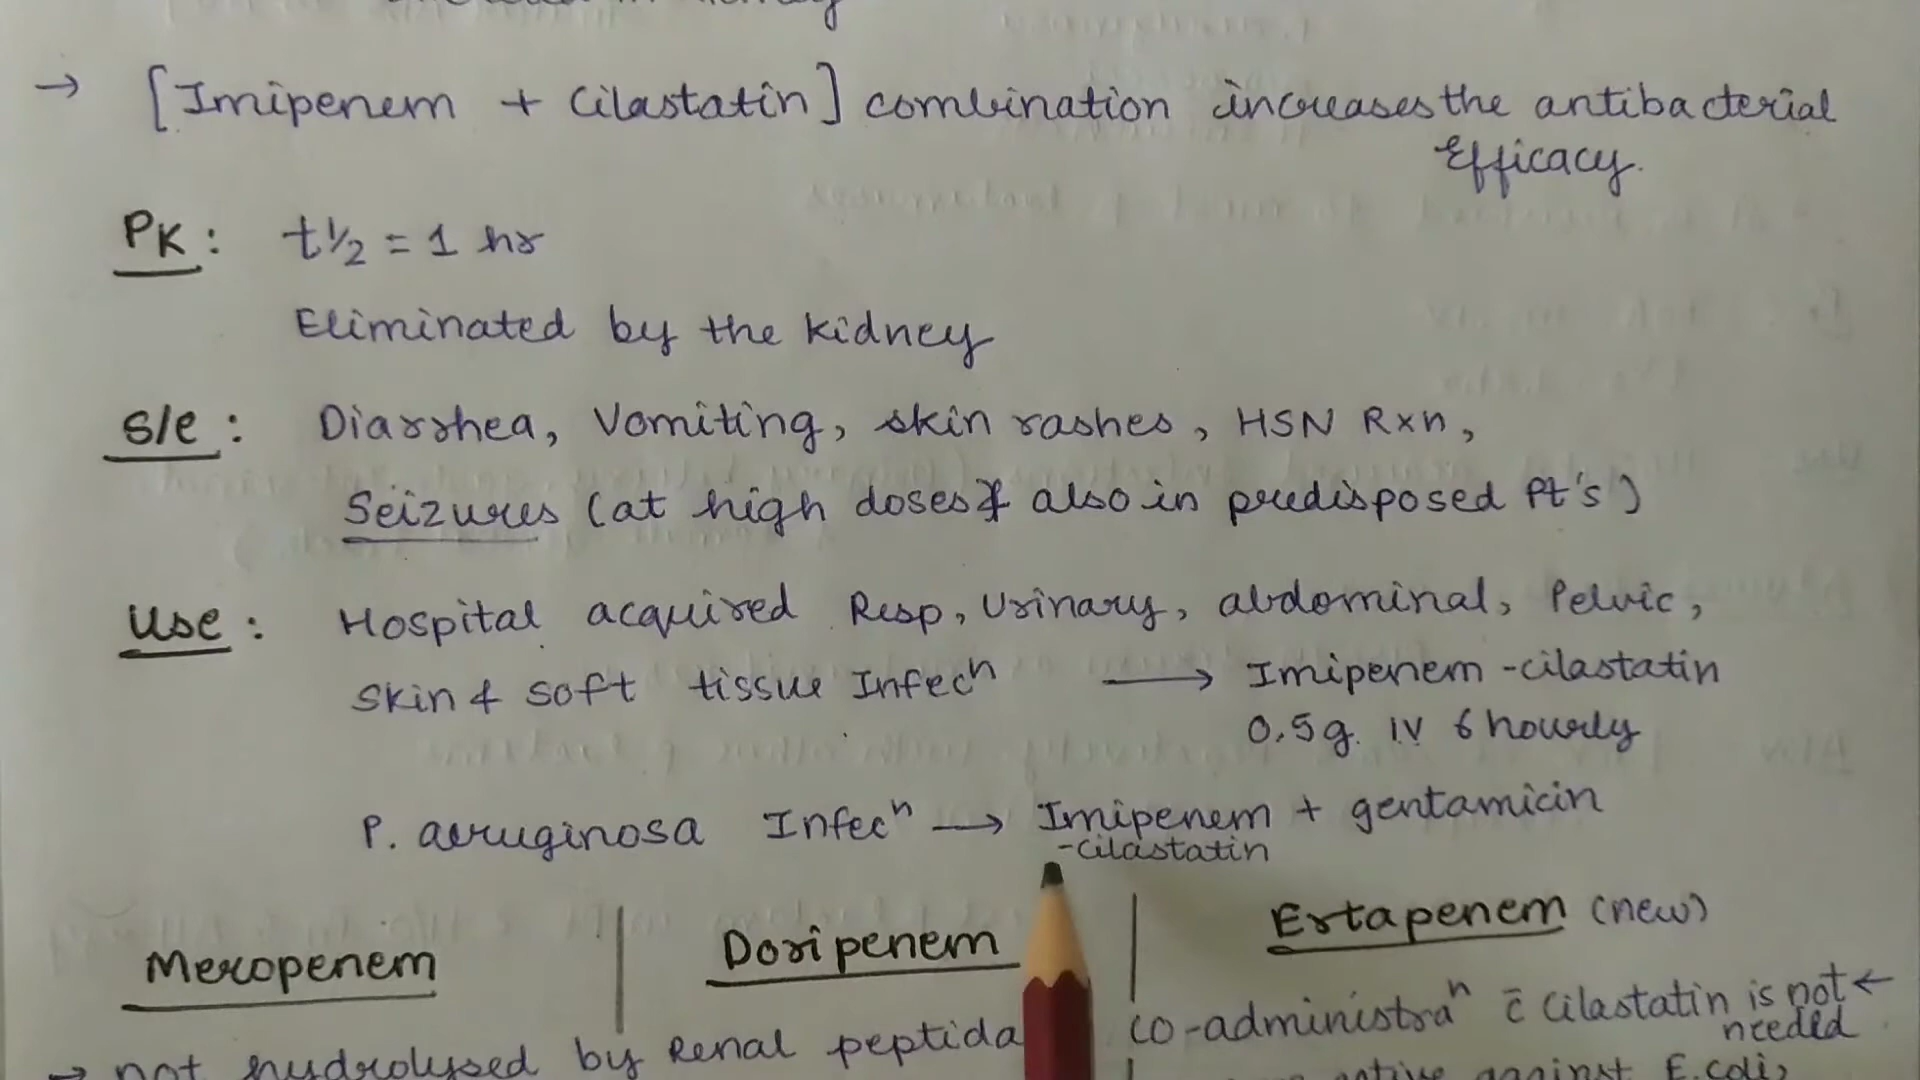 → [Imipenem + Cilastatin] combination increases the antibacterial
Efficacy.
PK: t½ = 1 hr
Eliminated by the kidney
S/e: Diarrhea, Vomiting, skin rashes, HSN Rxn,
Seizures (at high doses & also in predisposed Pt's)
Use: Hospital acquired Resp, Urinary, abdominal, Pelvic,
Skin & soft tissue Infecⁿ → Imipenem -cilastatin
0.5g. IV 6 hourly
P. aeruginosa Infecⁿ → Imipenem + gentamicin
-cilastatin
Meropenem Doripenem Ertapenem (new)
→ not hydrolysed by Renal peptida
co-administraⁿ c̄ Cilastatin is not ←
needed
against E.coli,